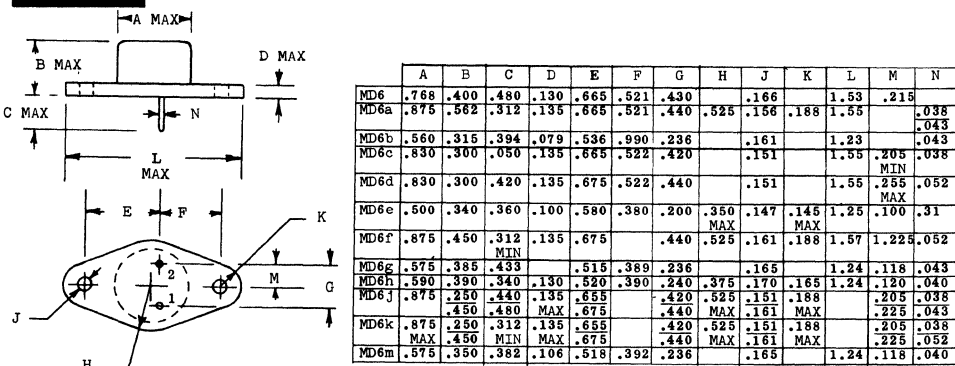 A MAX
B MAX
D MAX
C MAX
N
L
MAX
E
F
K
2
M
G
1
J
H
A B C D E F G H J K L M N
MD6 .768 .400 .480 .130 .665 .521 .430 .166 1.53 .215
MD6a .875 .562 .312 .135 .665 .521 .440 .525 .156 .188 1.55 .038
.043
MD6b .560 .315 .394 .079 .536 .990 .236 .161 1.23 .043
MD6c .830 .300 .050 .135 .665 .522 .420 .151 1.55 .205 .038
MIN
MD6d .830 .300 .420 .135 .675 .522 .440 .151 1.55 .255 .052
MAX
MD6e .500 .340 .360 .100 .580 .380 .200 .350 .147 .145 1.25 .100 .31
MAX MAX
MD6f .875 .450 .312 .135 .675 .440 .525 .161 .188 1.57 1.225 .052
MIN
MD6g .575 .385 .433 .515 .389 .236 .165 1.24 .118 .043
MD6h .590 .390 .340 .130 .520 .390 .240 .375 .170 .165 1.24 .120 .040
MD6j .875 .250 .440 .135 .655 .420 .525 .151 .188 .205 .038
.450 .480 MAX .675 .440 MAX .161 MAX .225 .043
MD6k .875 .250 .312 .135 .655 .420 .525 .151 .188 .205 .038
MAX .450 MIN MAX .675 .440 MAX .161 MAX .225 .052
MD6m .575 .350 .382 .106 .518 .392 .236 .165 1.24 .118 .040